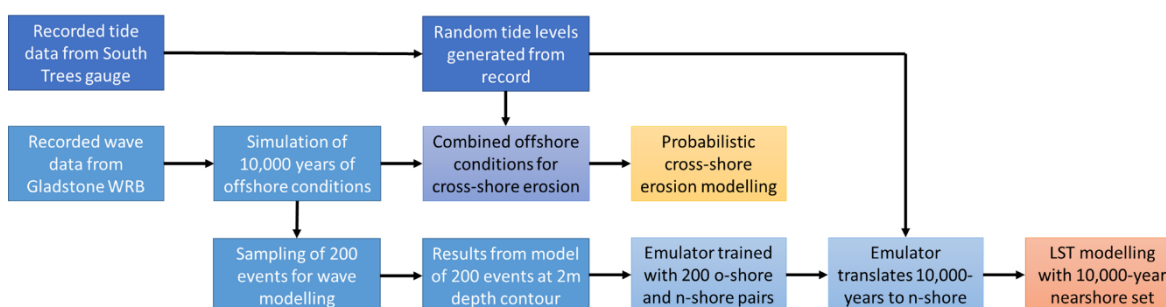 Recorded tide
data from South
Trees gauge
Random tide levels
generated from
record
Recorded wave
data from
Gladstone WRB
Simulation of
10,000 years of
offshore conditions
Combined offshore
conditions for
cross-shore erosion
Probabilistic
cross-shore
erosion modelling
Sampling of 200
events for wave
modelling
Results from model
of 200 events at 2m
depth contour
Emulator trained
with 200 o-shore
and n-shore pairs
Emulator
translates 10,000-
years to n-shore
LST modelling
with 10,000-year
nearshore set